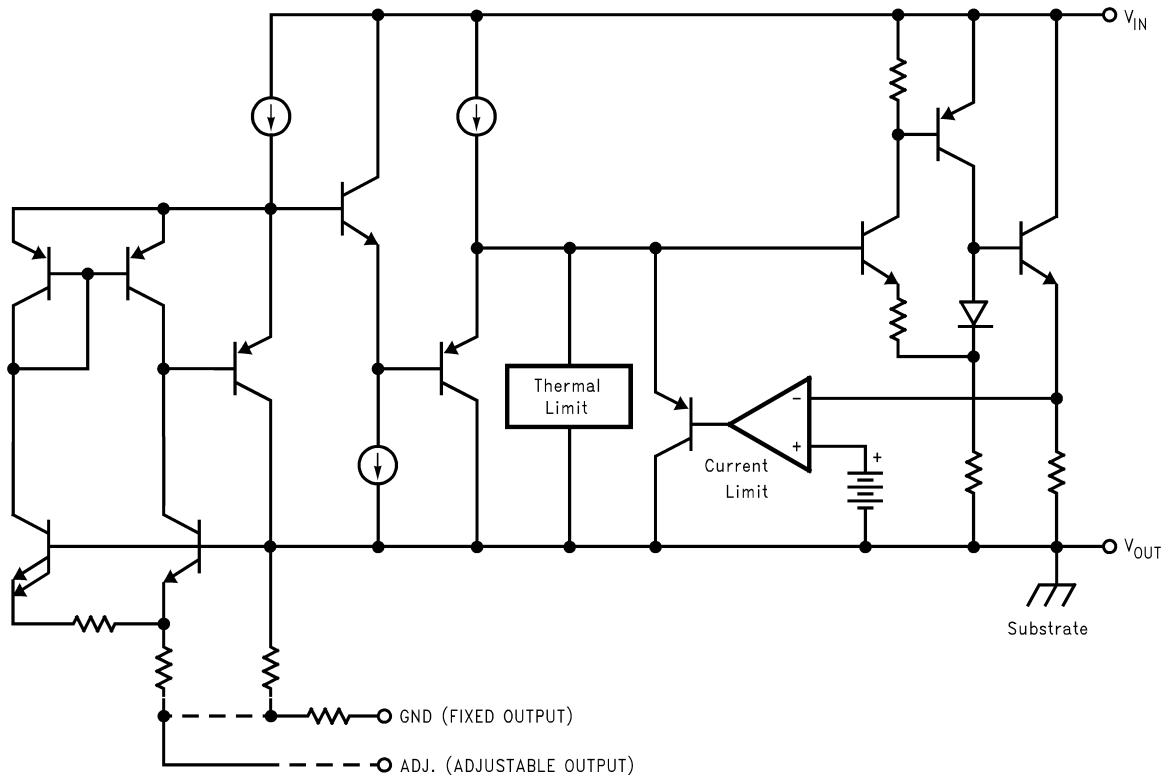 V_IN
Thermal
Limit
-
+
+
Current
Limit
V_OUT
Substrate
GND (FIXED OUTPUT)
ADJ. (ADJUSTABLE OUTPUT)